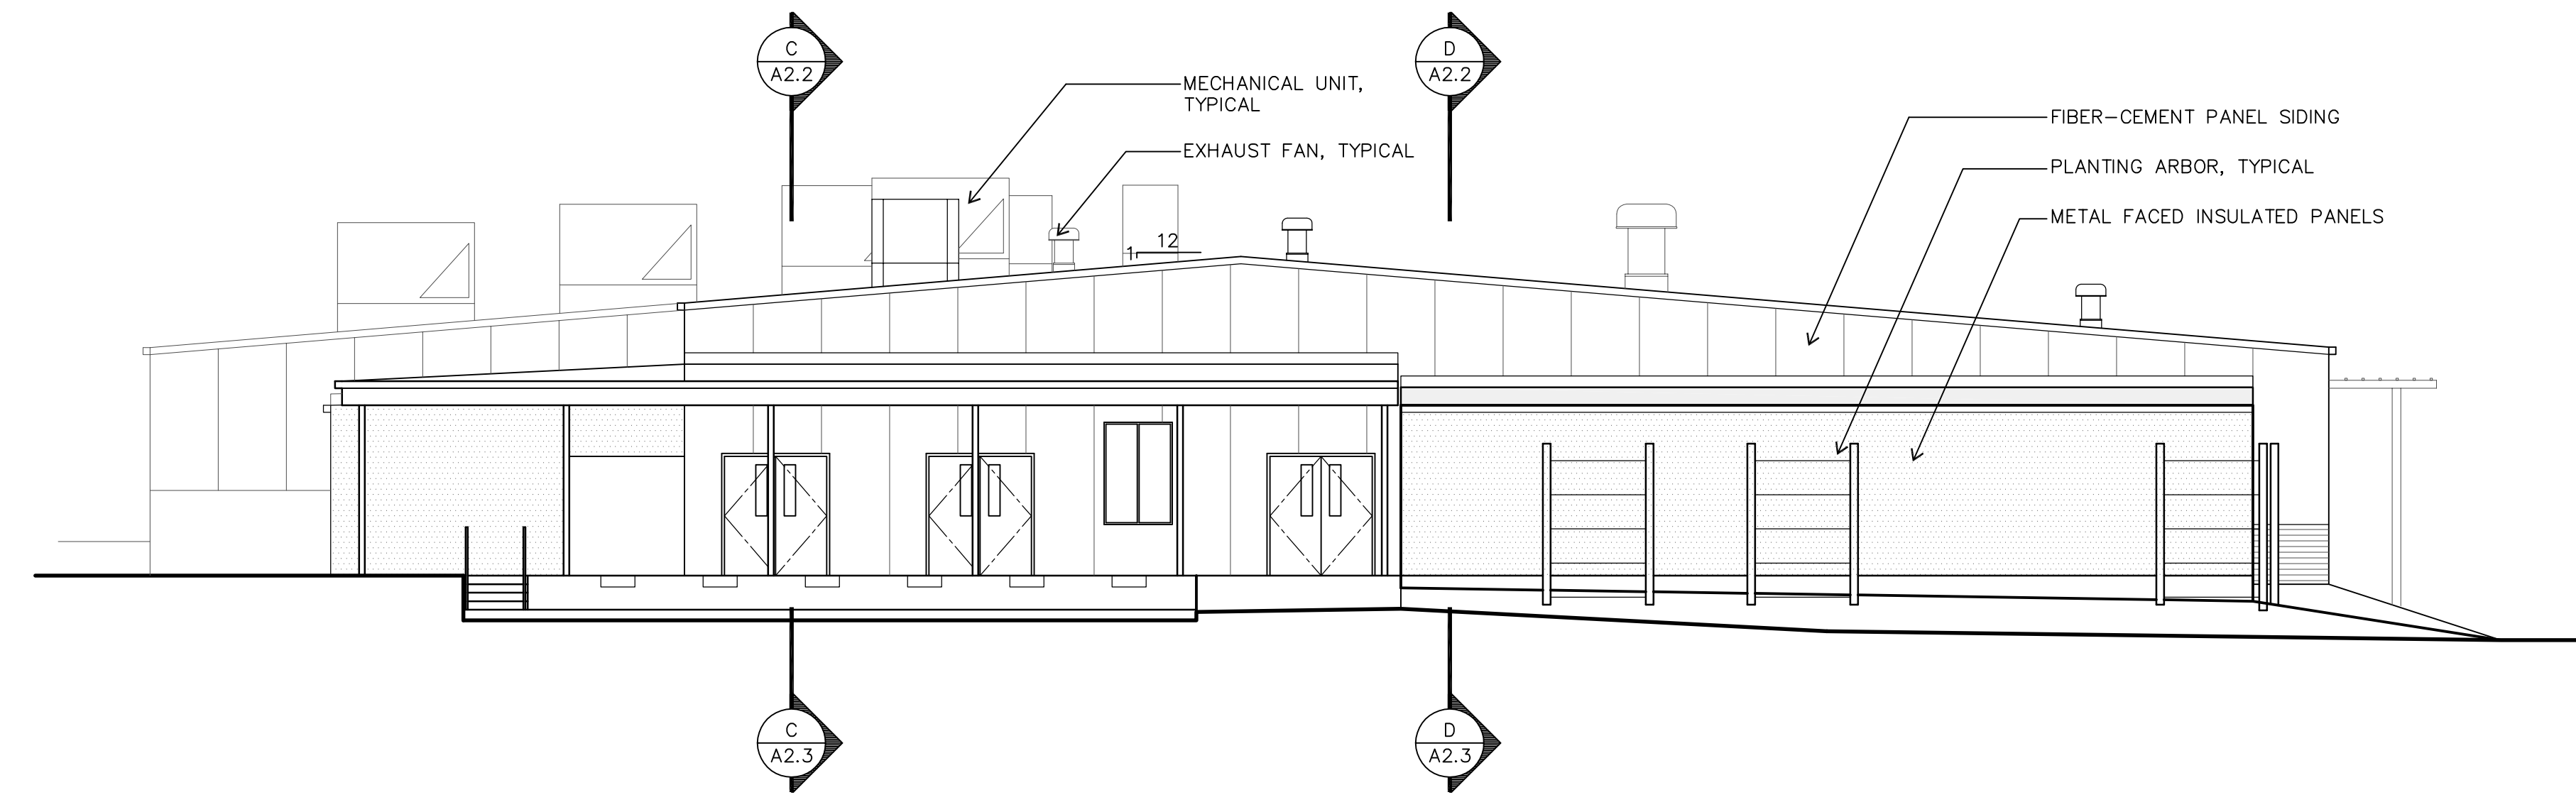 C
A2.2
D
A2.2
MECHANICAL UNIT,
TYPICAL
EXHAUST FAN, TYPICAL
FIBER-CEMENT PANEL SIDING
PLANTING ARBOR, TYPICAL
METAL FACED INSULATED PANELS
12
1
C
A2.3
D
A2.3